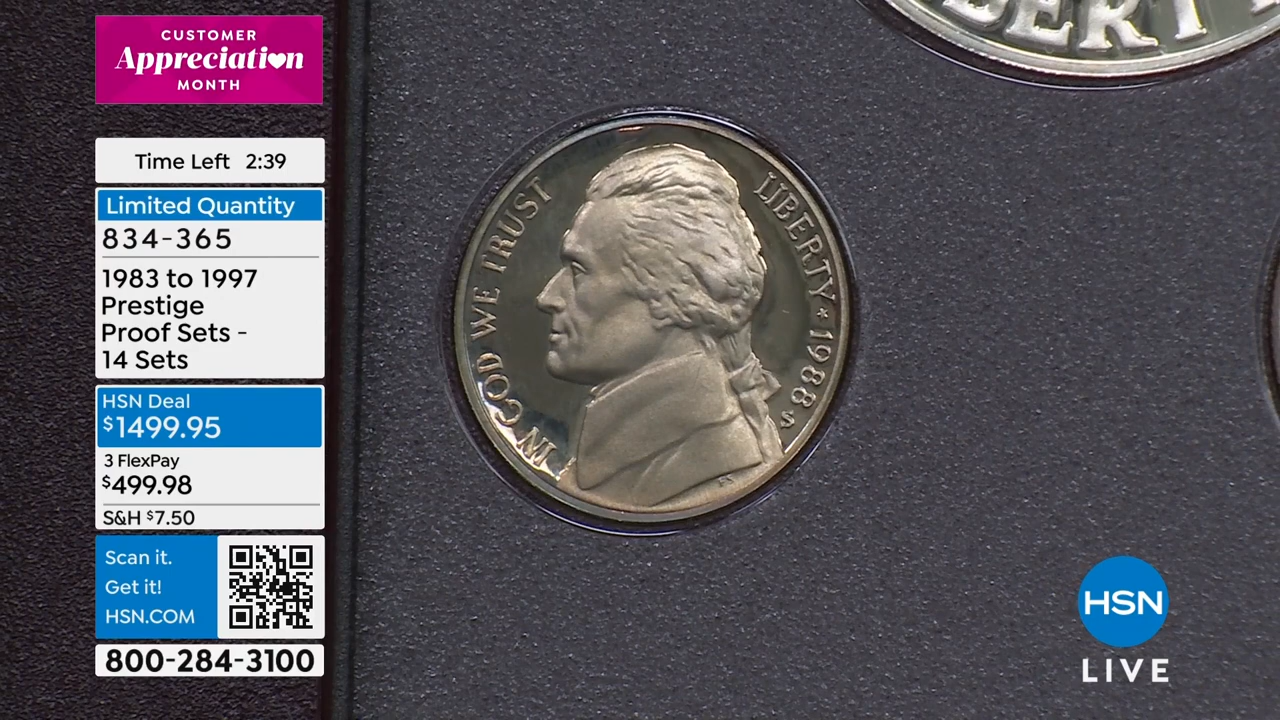 CUSTOMER
Appreciation
MONTH
Time Left 2:39
Limited Quantity
834-365
1983 to 1997
Prestige
Proof Sets -
14 Sets
HSN Deal
$1499.95
3 FlexPay
$499.98
S&H $7.50
Scan it.
Get it!
HSN.COM
800-284-3100
IN GOD WE TRUST
LIBERTY * 1988
S
FS
HSN
LIVE